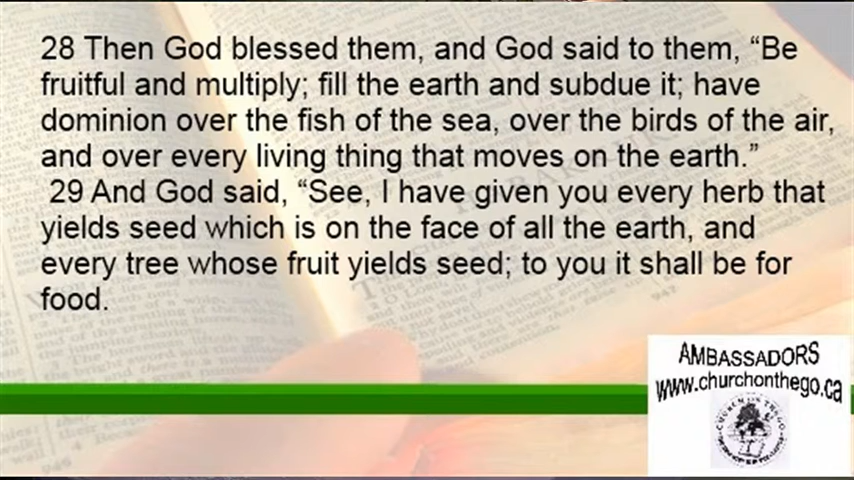 28 Then God blessed them, and God said to them, “Be
fruitful and multiply; fill the earth and subdue it; have
dominion over the fish of the sea, over the birds of the air,
and over every living thing that moves on the earth.”
29 And God said, “See, I have given you every herb that
yields seed which is on the face of all the earth, and
every tree whose fruit yields seed; to you it shall be for
food.
AMBASSADORS
www.churchonthego.ca